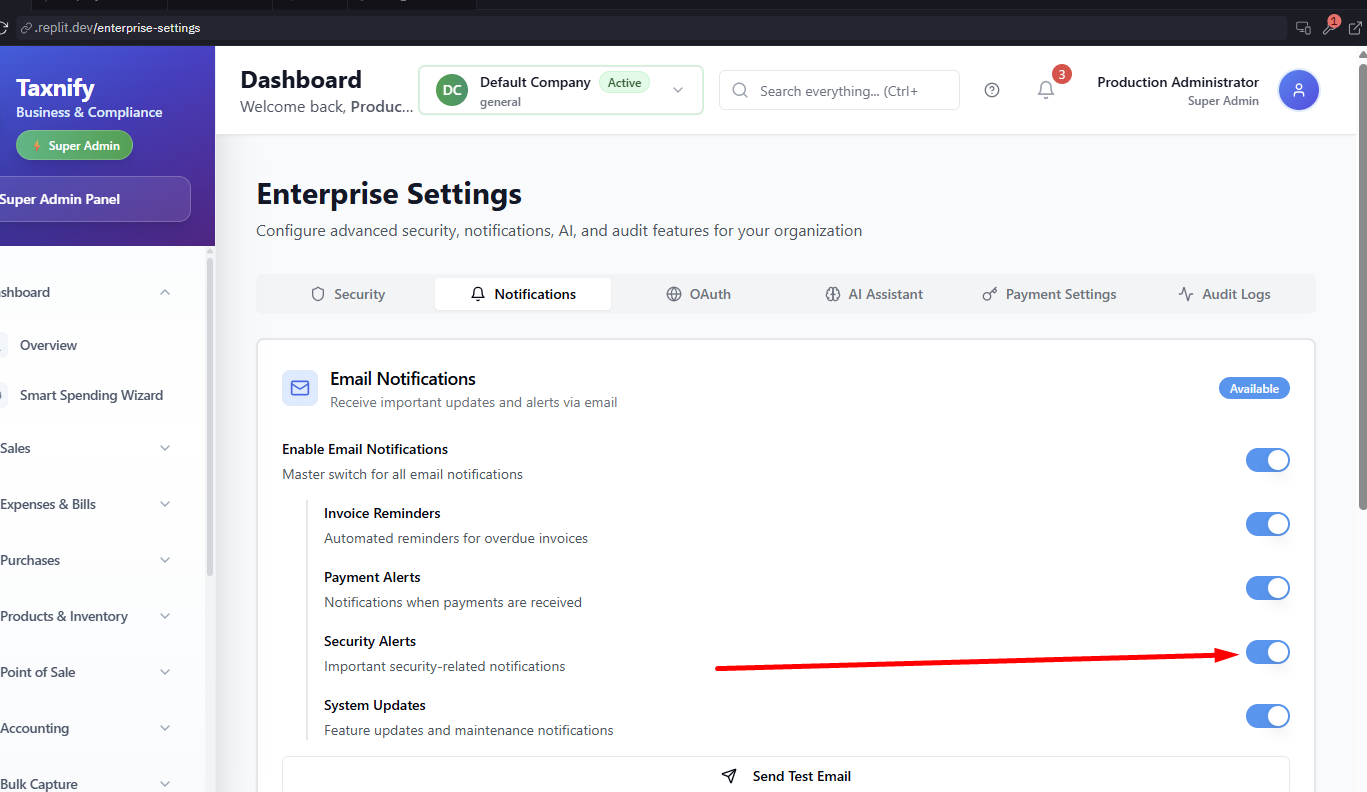 .replit.dev/enterprise-settings
1
Taxnify
Business & Compliance
Super Admin
Super Admin Panel
Dashboard
Welcome back, Produc...
DC
Default Company
Active
general
Search everything... (Ctrl+
3
Production Administrator
Super Admin
shboard
Overview
Smart Spending Wizard
Sales
Expenses & Bills
Purchases
Products & Inventory
Point of Sale
Accounting
Bulk Capture
Enterprise Settings
Configure advanced security, notifications, AI, and audit features for your organization
Security
Notifications
OAuth
AI Assistant
Payment Settings
Audit Logs
Email Notifications
Receive important updates and alerts via email
Available
Enable Email Notifications
Master switch for all email notifications
Invoice Reminders
Automated reminders for overdue invoices
Payment Alerts
Notifications when payments are received
Security Alerts
Important security-related notifications
System Updates
Feature updates and maintenance notifications
Send Test Email